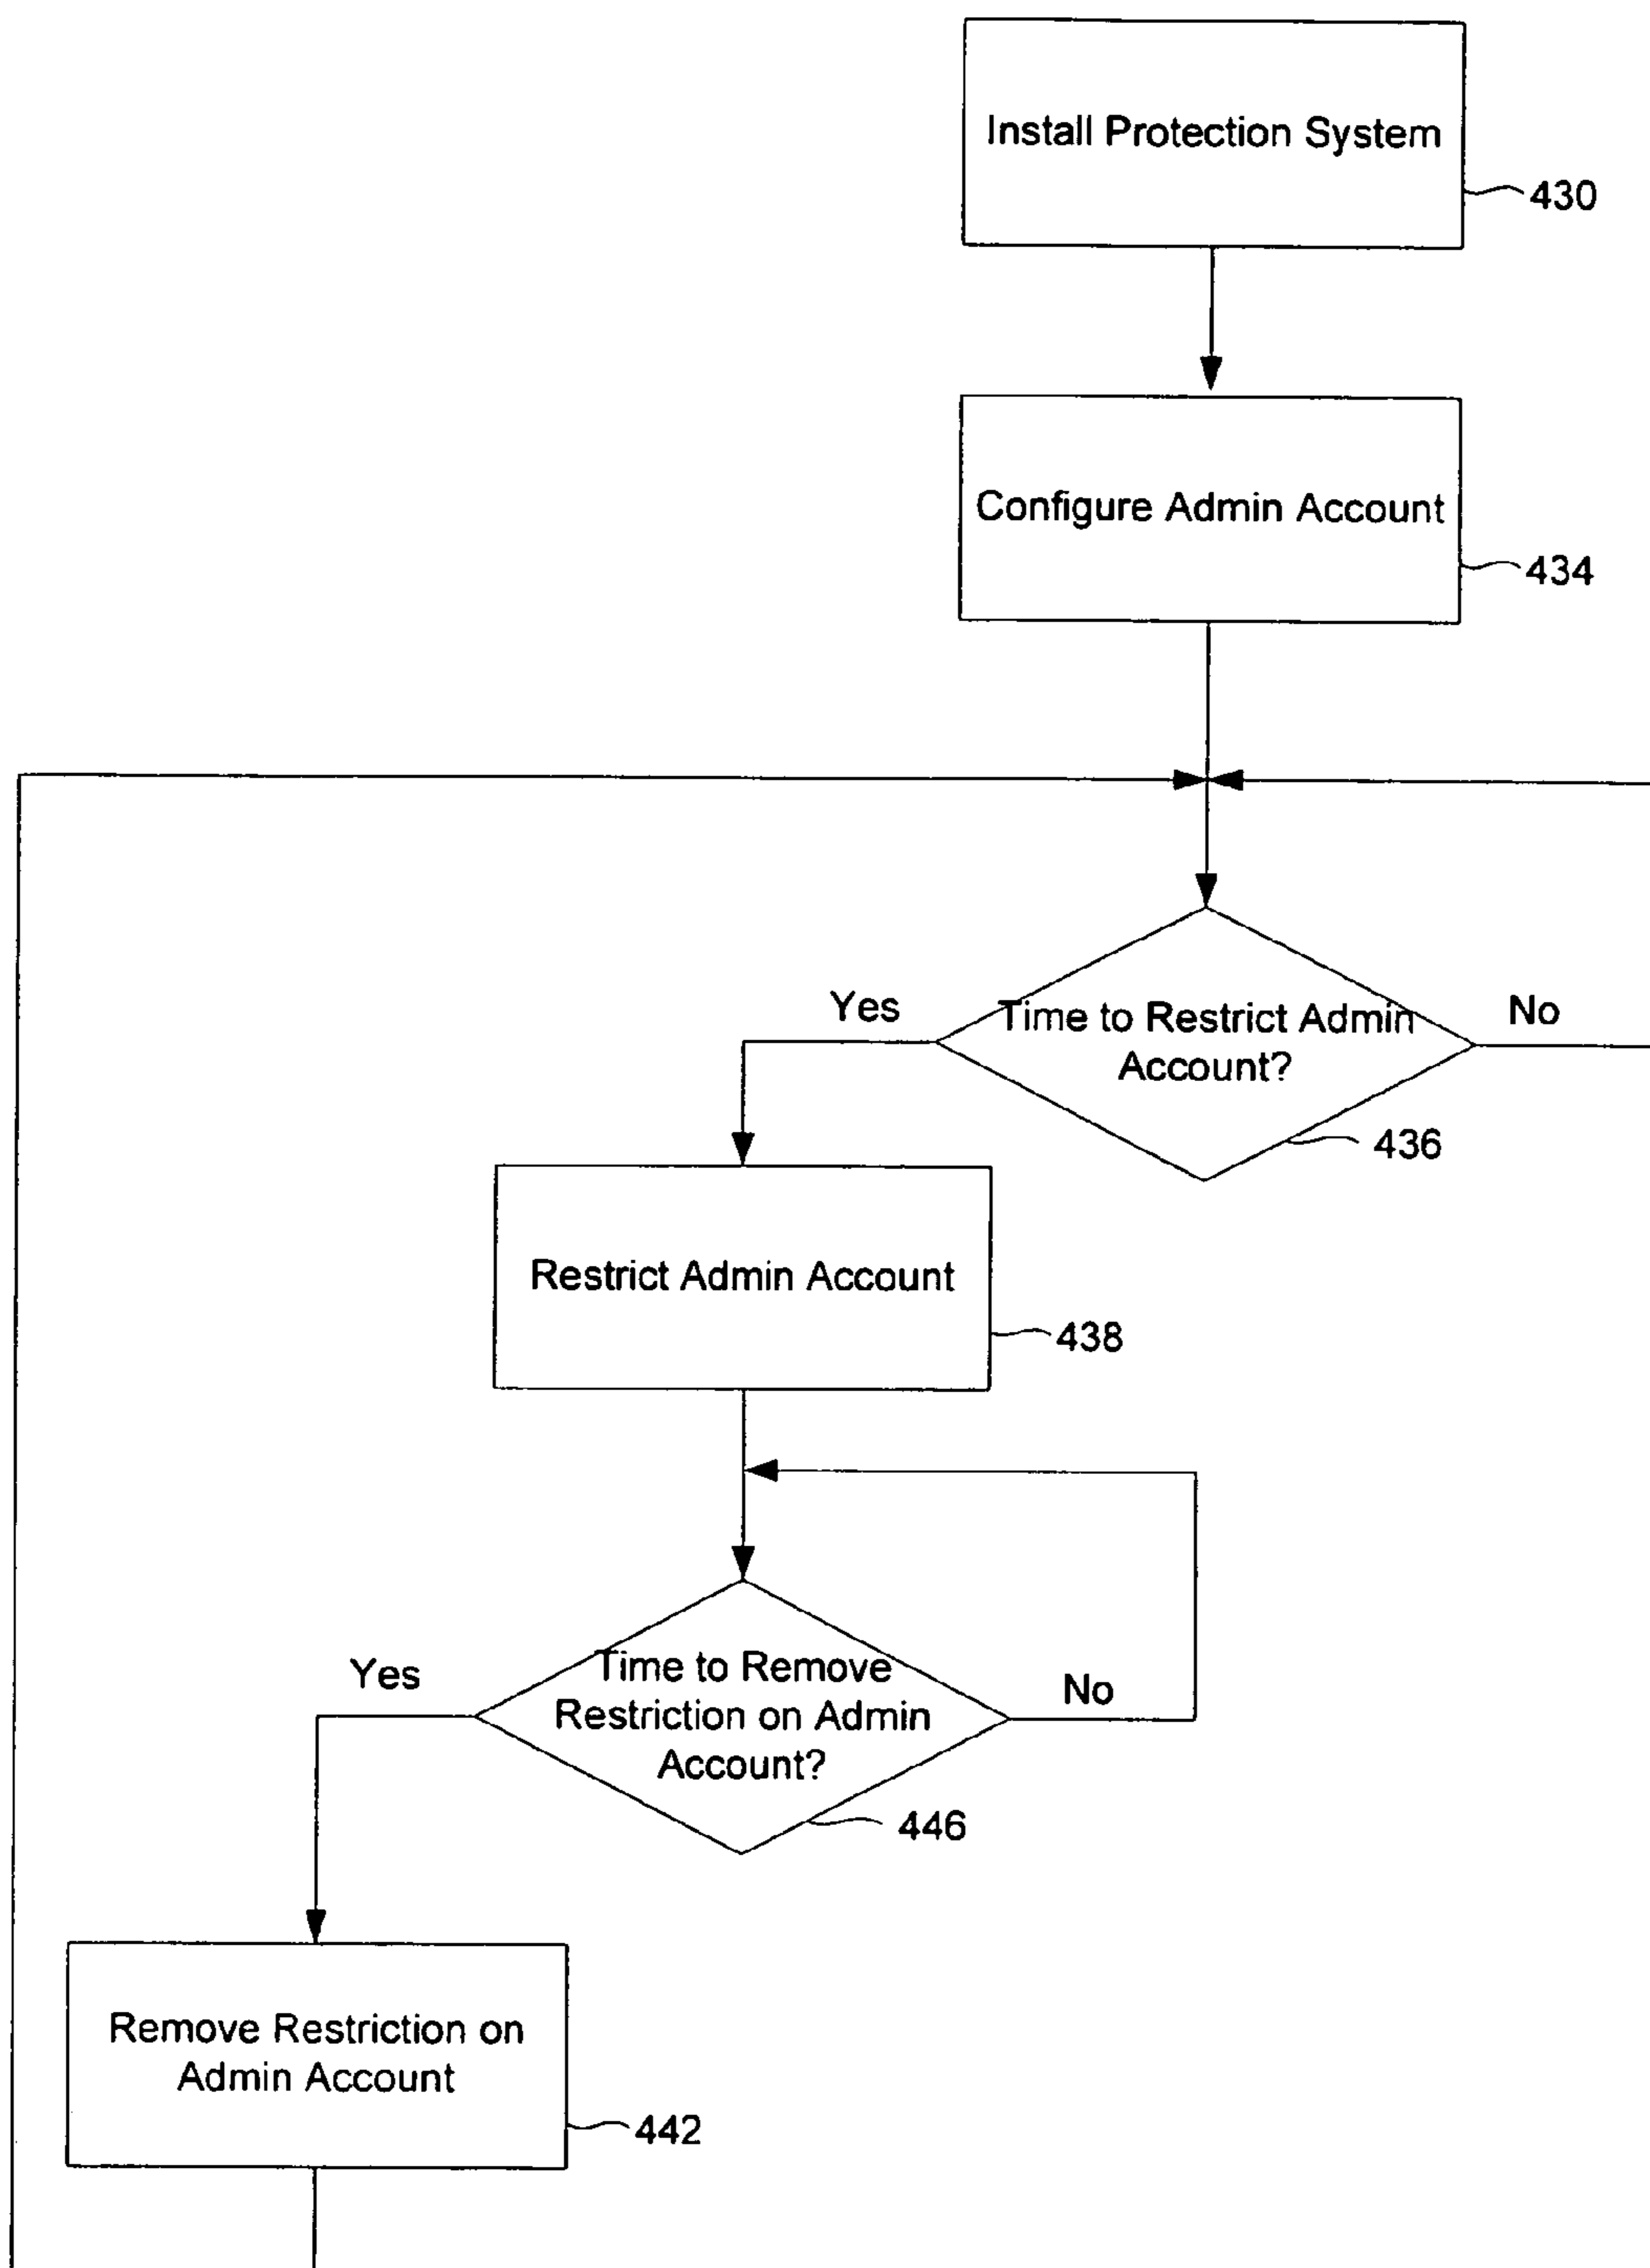 Install Protection System
430
Configure Admin Account
434
Yes
Time to Restrict Admin
Account?
No
436
Restrict Admin Account
438
Yes
Time to Remove
Restriction on Admin
Account?
No
446
Remove Restriction on
Admin Account
442